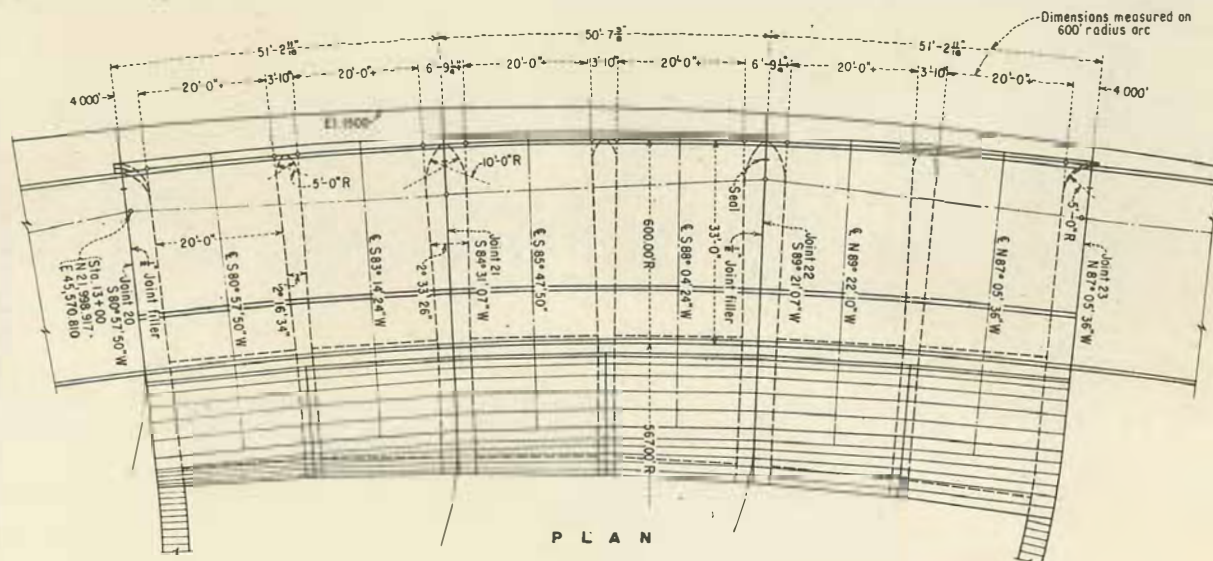 Dimensions measured on
600' radius arc
51'-2 11/16"
50'-7 3/8"
51'-2 11/16"
4.000'
20'-0"+
3'-10"
20'-0"+
6'-9 1/4"
20'-0"+
3'-10"
20'-0"+
6'-9 1/4"
20'-0"+
3'-10"
20'-0"+
4.000'
El. 1500
5'-0"R
10'-0"R
Seal
33'-0"
600.00'R
5'-0"R
20'-0"
Sta. 13+00
N 21,998.917
E 45,570.810
Joint 20
S 80°57'50"W
Joint filler
℄ S 80°57'50"W
2°16'34"
℄ S 83°14'24"W
2°33'26"
Joint 21
S 84°31'07"W
℄ S 85°47'50"
℄ S 88°04'24"W
Joint filler
Joint 22
S 89°21'07"W
℄ N 89°22'10"W
℄ N 87°05'36"W
Joint 23
N 87°05'36"W
567.00'R
PLAN